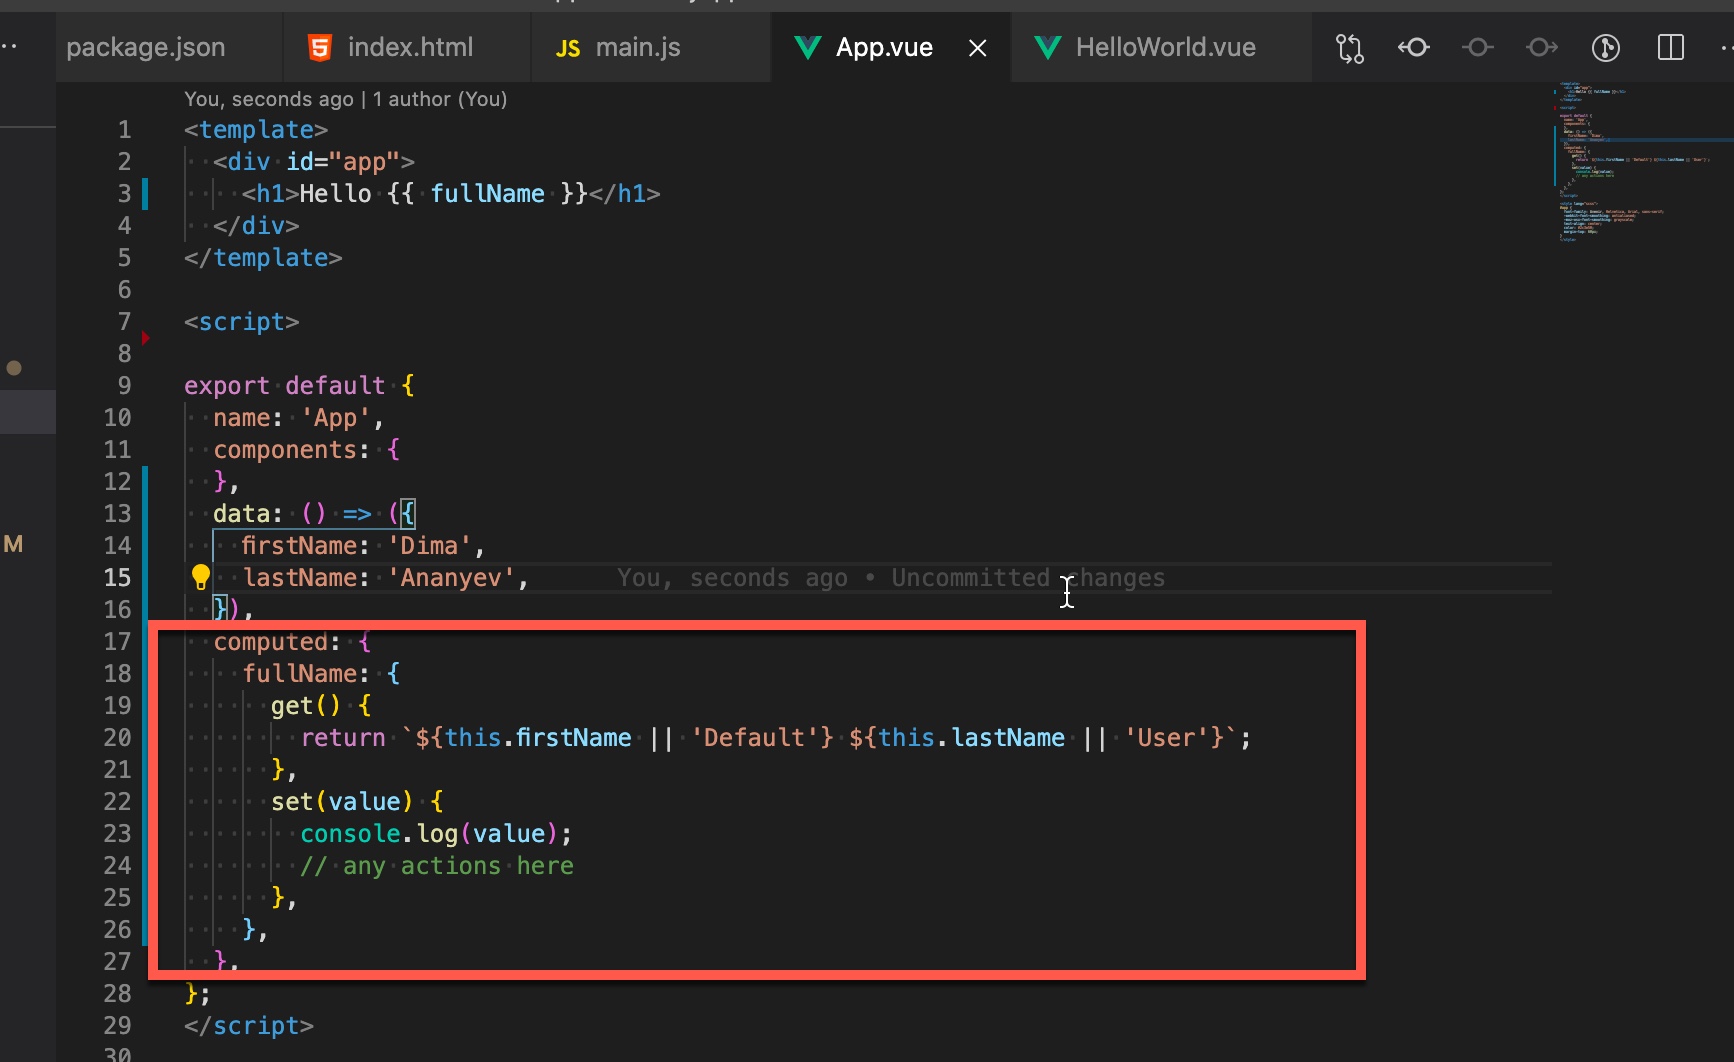 package.json
index.html
JS main.js
App.vue
HelloWorld.vue
You, seconds ago | 1 author (You)
1 <template>
2 <div id="app">
3 <h1>Hello {{ fullName }}</h1>
4 </div>
5 </template>
6
7 <script>
8
9 export default {
10 name: 'App',
11 components: {
12 },
13 data: () => ({
14 firstName: 'Dima',
15 lastName: 'Ananyev', You, seconds ago • Uncommitted changes
16 }),
17 computed: {
18 fullName: {
19 get() {
20 return `${this.firstName || 'Default'} ${this.lastName || 'User'}`;
21 },
22 set(value) {
23 console.log(value);
24 // any actions here
25 },
26 },
27 },
28 };
29 </script>
30
M